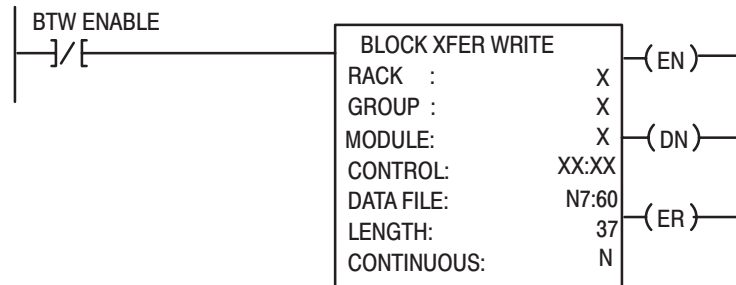 BTW ENABLE
BLOCK XFER WRITE
RACK : X
GROUP : X
MODULE: X
CONTROL: XX:XX
DATA FILE: N7:60
LENGTH: 37
CONTINUOUS: N
EN
DN
ER